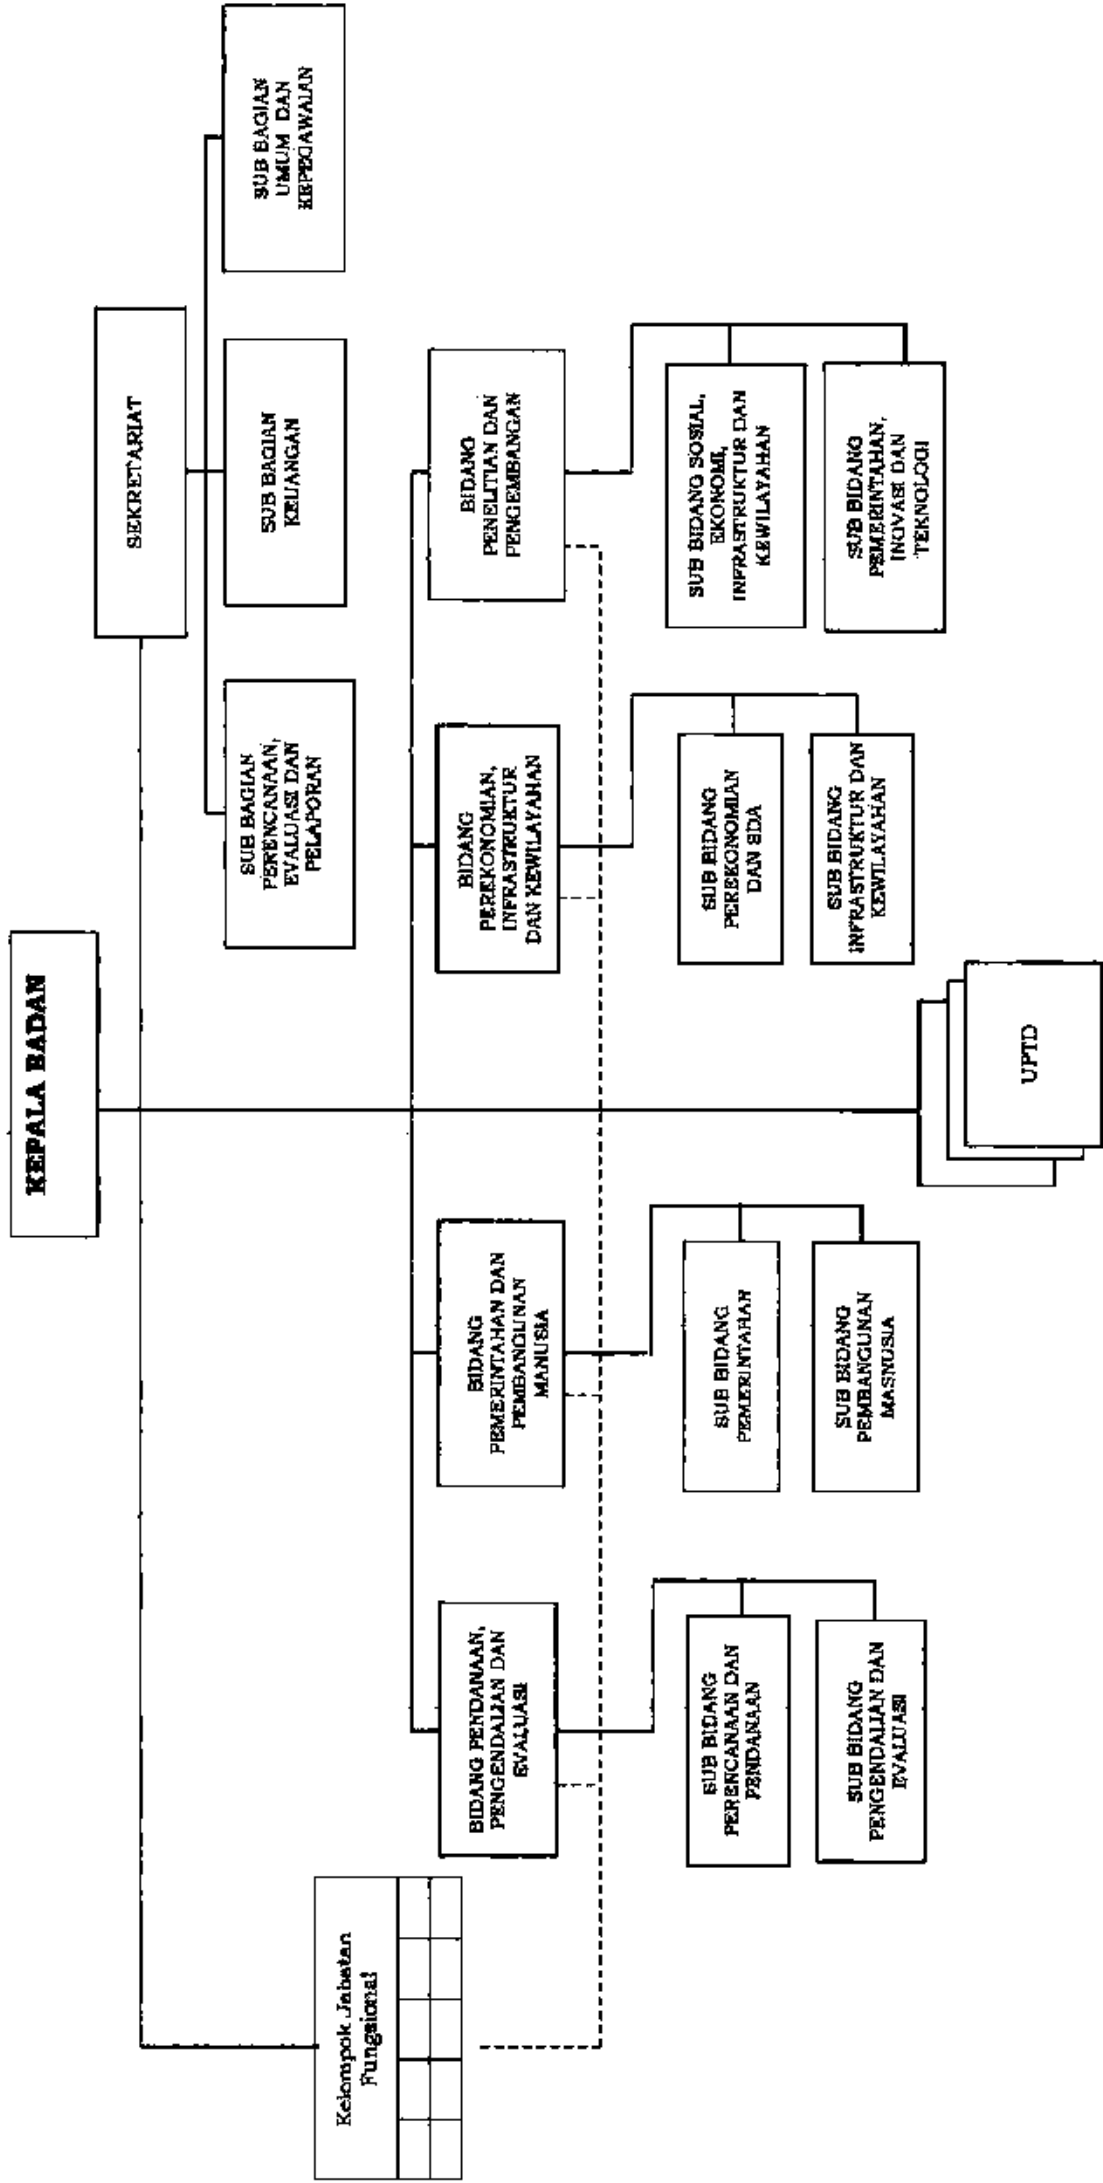 KEPALA BADAN
SEKRETARIAT
SUB BAGIAN
PERENCANAAN,
EVALUASI DAN
PELAPORAN
SUB BAGIAN
KEUANGAN
SUB BAGIAN
UMUM DAN
KEPEGAWAIAN
Kelompok Jabatan
Fungsional
BIDANG PENDANAAN,
PENGENDALIAN DAN
EVALUASI
BIDANG
PEMERINTAHAN DAN
PEMBANGUNAN
MANUSIA
BIDANG
PEREKONOMIAN,
INFRASTRUKTUR
DAN KEWILAYAHAN
BIDANG
PENELITIAN DAN
PENGEMBANGAN
SUB BIDANG
PERENCANAAN DAN
PENDANAAN
SUB BIDANG
PEMERINTAHAN
SUB BIDANG
PEREKONOMIAN
DAN SDA
SUB BIDANG SOSIAL,
EKONOMI,
INFRASTRUKTUR DAN
KEWILAYAHAN
SUB BIDANG
PENGENDALIAN DAN
EVALUASI
SUB BIDANG
PEMBANGUNAN
MASNUSIA
SUB BIDANG
INFRASTRUKTUR DAN
KEWILAYAHAN
SUB BIDANG
PEMERINTAHAN,
INOVASI DAN
TEKNOLOGI
UPTD